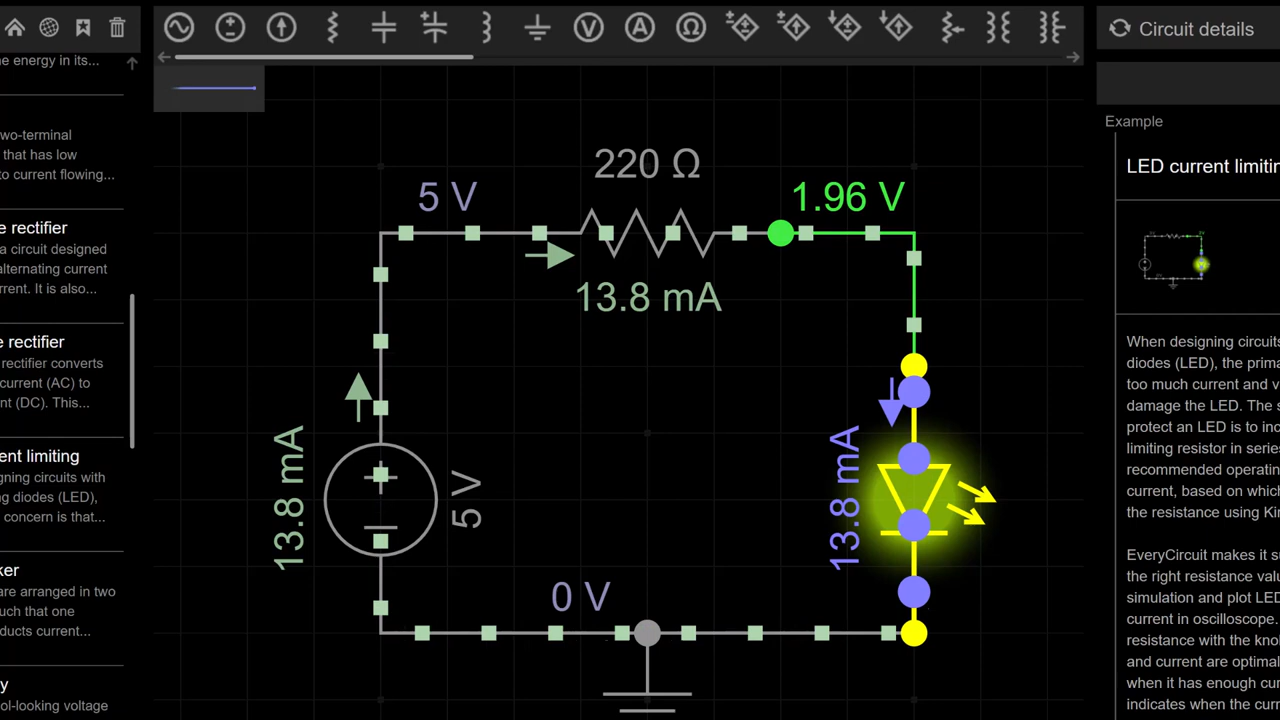 V
A
Ω
Circuit details
e energy in its...
wo-terminal
that has low
to current flowing...
e rectifier
a circuit designed
alternating current
rrent. It is also...
e rectifier
rectifier converts
current (AC) to
nt (DC). This...
ent limiting
gning circuits with
ng diodes (LED),
concern is that...
ker
are arranged in two
uch that one
ducts current...
y
ol-looking voltage
5 V
220 Ω
1.96 V
13.8 mA
13.8 mA
5 V
13.8 mA
0 V
Example
LED current limitin
When designing circuits
diodes (LED), the prima
too much current and v
damage the LED. The s
protect an LED is to inc
limiting resistor in series
recommended operatin
current, based on which
the resistance using Kir
EveryCircuit makes it su
the right resistance valu
simulation and plot LED
current in oscilloscope.
resistance with the knob
and current are optimal
when it has enough curr
indicates when the curr